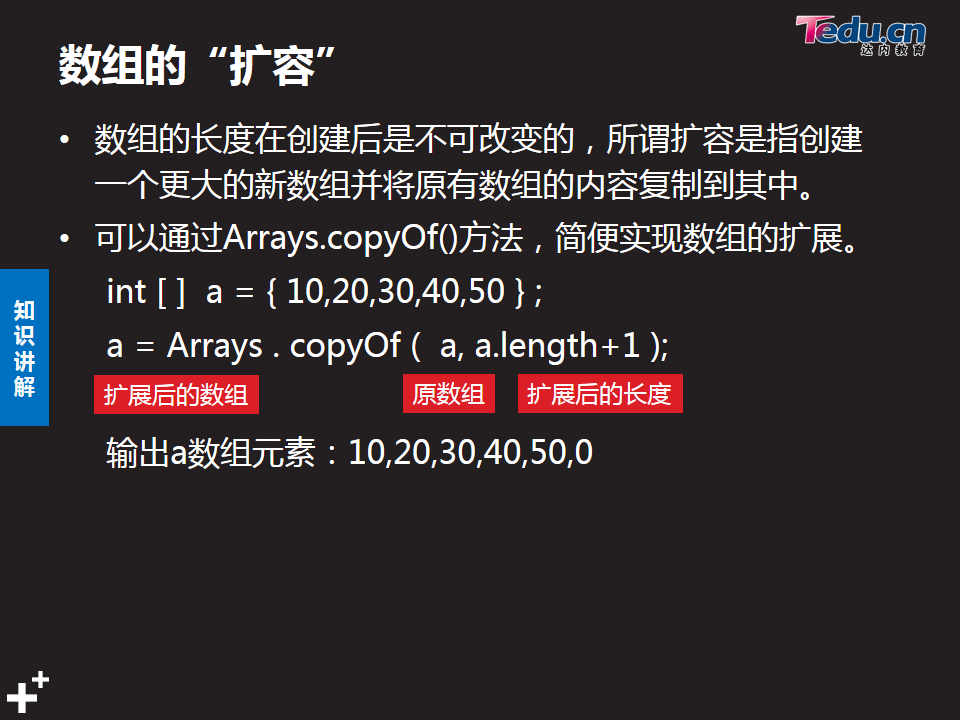 Tedu.cn
达内教育
数组的“扩容”
• 数组的长度在创建后是不可改变的，所谓扩容是指创建
一个更大的新数组并将原有数组的内容复制到其中。
• 可以通过Arrays.copyOf()方法，简便实现数组的扩展。
int [ ] a = { 10,20,30,40,50 } ;
a = Arrays . copyOf ( a, a.length+1 );
扩展后的数组 原数组 扩展后的长度
输出a数组元素：10,20,30,40,50,0
知识讲解